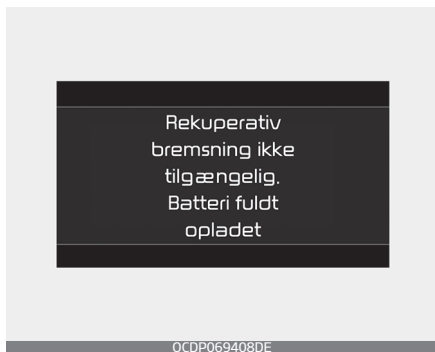 Rekuperativ
bremsning ikke
tilgængelig.
Batteri fuldt
opladet
OCDP069408DE